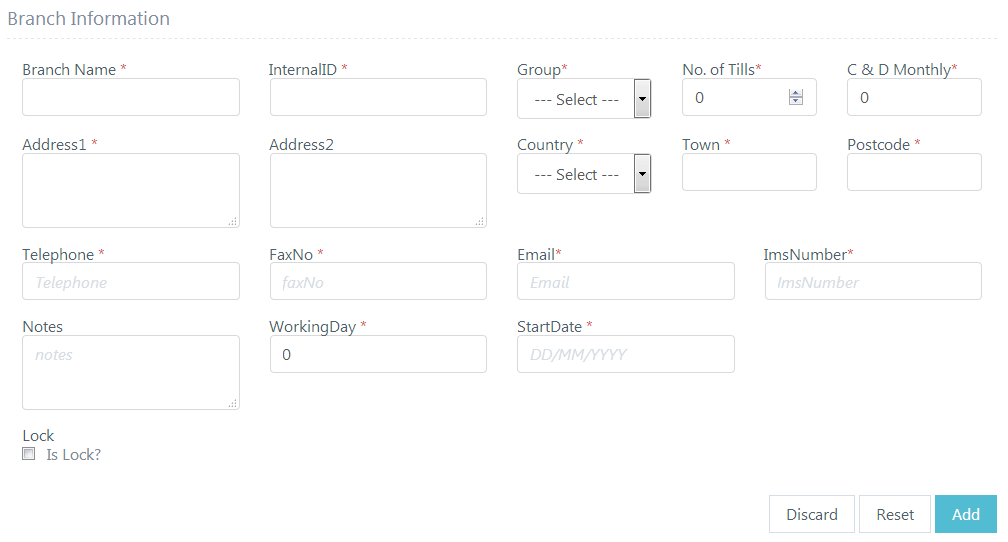 Branch Information
Branch Name * InternalID * Group* No. of Tills* C & D Monthly*
--- Select --- 0 0
Address1 * Address2 Country * Town * Postcode *
--- Select ---
Telephone * FaxNo * Email* ImsNumber*
Telephone faxNo Email ImsNumber
Notes WorkingDay * StartDate *
notes 0 DD/MM/YYYY
Lock
Is Lock?
Discard Reset Add